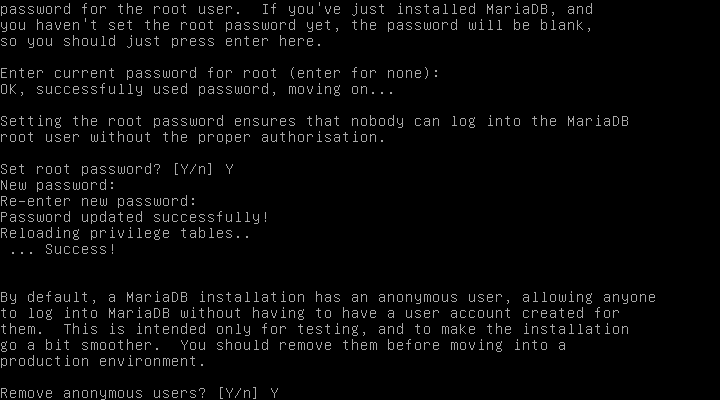 password for the root user.  If you've just installed MariaDB, and
you haven't set the root password yet, the password will be blank,
so you should just press enter here.
Enter current password for root (enter for none):
OK, successfully used password, moving on...
Setting the root password ensures that nobody can log into the MariaDB
root user without the proper authorisation.
Set root password? [Y/n] Y
New password:
Re-enter new password:
Password updated successfully!
Reloading privilege tables..
 ... Success!
By default, a MariaDB installation has an anonymous user, allowing anyone
to log into MariaDB without having to have a user account created for
them.  This is intended only for testing, and to make the installation
go a bit smoother.  You should remove them before moving into a
production environment.
Remove anonymous users? [Y/n] Y